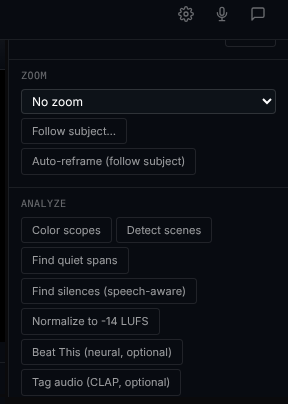 ZOOM
No zoom
Follow subject...
Auto-reframe (follow subject)
ANALYZE
Color scopes Detect scenes
Find quiet spans
Find silences (speech-aware)
Normalize to -14 LUFS
Beat This (neural, optional)
Tag audio (CLAP, optional)